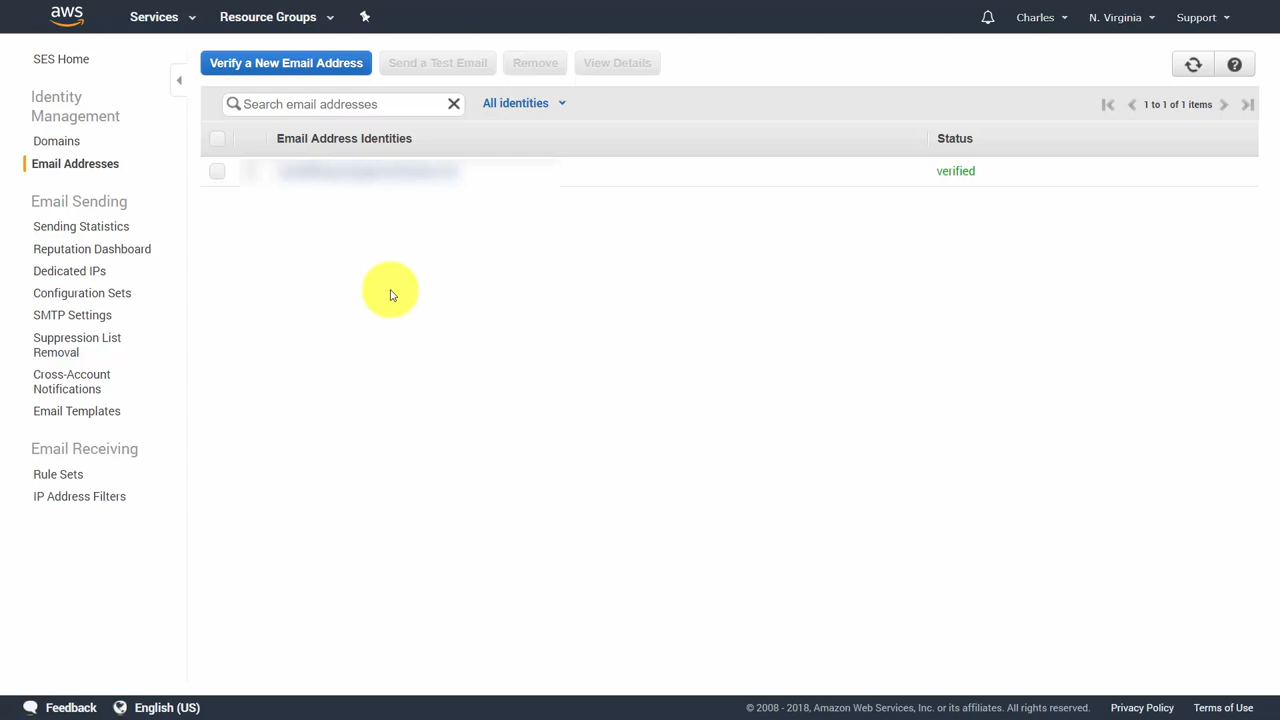 aws
Services
Resource Groups
Charles
N. Virginia
Support
SES Home
Identity
Management
Domains
Email Addresses
Email Sending
Sending Statistics
Reputation Dashboard
Dedicated IPs
Configuration Sets
SMTP Settings
Suppression List
Removal
Cross-Account
Notifications
Email Templates
Email Receiving
Rule Sets
IP Address Filters
Verify a New Email Address
Send a Test Email
Remove
View Details
Search email addresses
All identities
1 to 1 of 1 items
Email Address Identities
Status
verified
Feedback
English (US)
© 2008 - 2018, Amazon Web Services, Inc. or its affiliates. All rights reserved.
Privacy Policy
Terms of Use